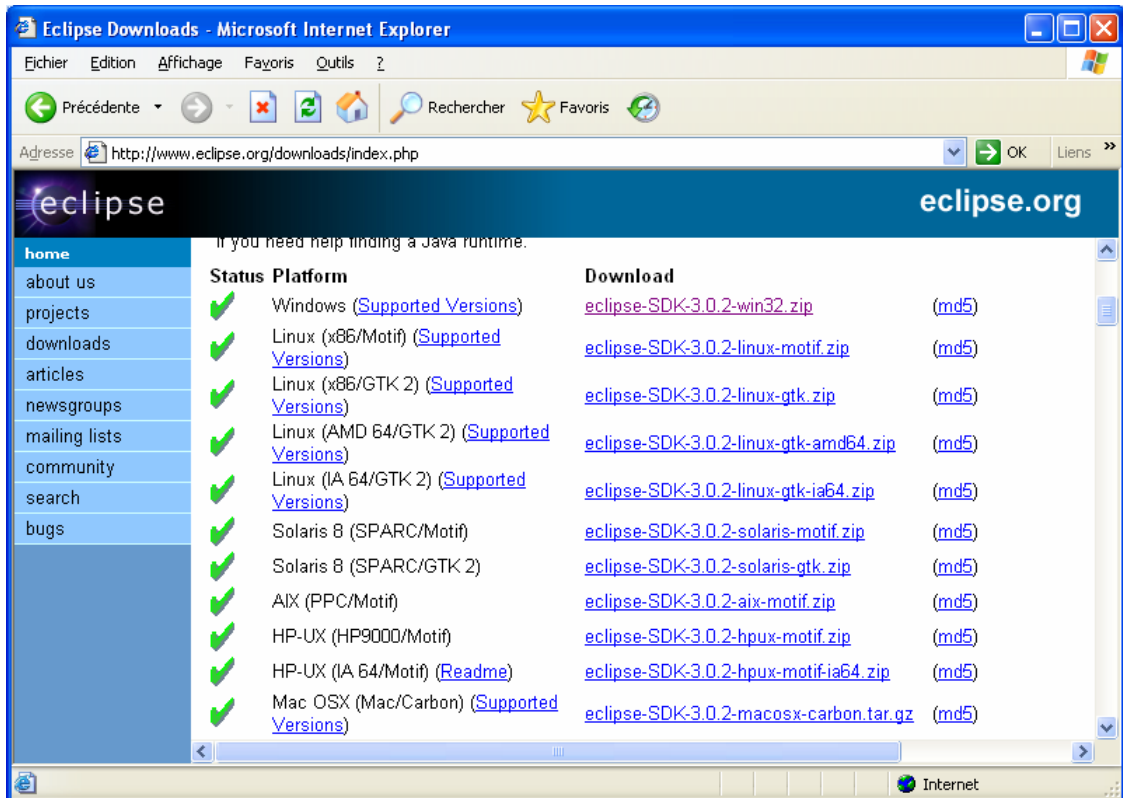 Eclipse Downloads - Microsoft Internet Explorer
Fichier Edition Affichage Favoris Outils ?
Précédente Rechercher Favoris
Adresse http://www.eclipse.org/downloads/index.php OK Liens »
eclipse eclipse.org
home
about us
projects
downloads
articles
newsgroups
mailing lists
community
search
bugs
if you need help finding a Java runtime.
Status Platform Download
Windows (Supported Versions) eclipse-SDK-3.0.2-win32.zip (md5)
Linux (x86/Motif) (Supported
Versions) eclipse-SDK-3.0.2-linux-motif.zip (md5)
Linux (x86/GTK 2) (Supported
Versions) eclipse-SDK-3.0.2-linux-gtk.zip (md5)
Linux (AMD 64/GTK 2) (Supported
Versions) eclipse-SDK-3.0.2-linux-gtk-amd64.zip (md5)
Linux (IA 64/GTK 2) (Supported
Versions) eclipse-SDK-3.0.2-linux-gtk-ia64.zip (md5)
Solaris 8 (SPARC/Motif) eclipse-SDK-3.0.2-solaris-motif.zip (md5)
Solaris 8 (SPARC/GTK 2) eclipse-SDK-3.0.2-solaris-gtk.zip (md5)
AIX (PPC/Motif) eclipse-SDK-3.0.2-aix-motif.zip (md5)
HP-UX (HP9000/Motif) eclipse-SDK-3.0.2-hpux-motif.zip (md5)
HP-UX (IA 64/Motif) (Readme) eclipse-SDK-3.0.2-hpux-motif-ia64.zip (md5)
Mac OSX (Mac/Carbon) (Supported
Versions) eclipse-SDK-3.0.2-macosx-carbon.tar.gz (md5)
Internet